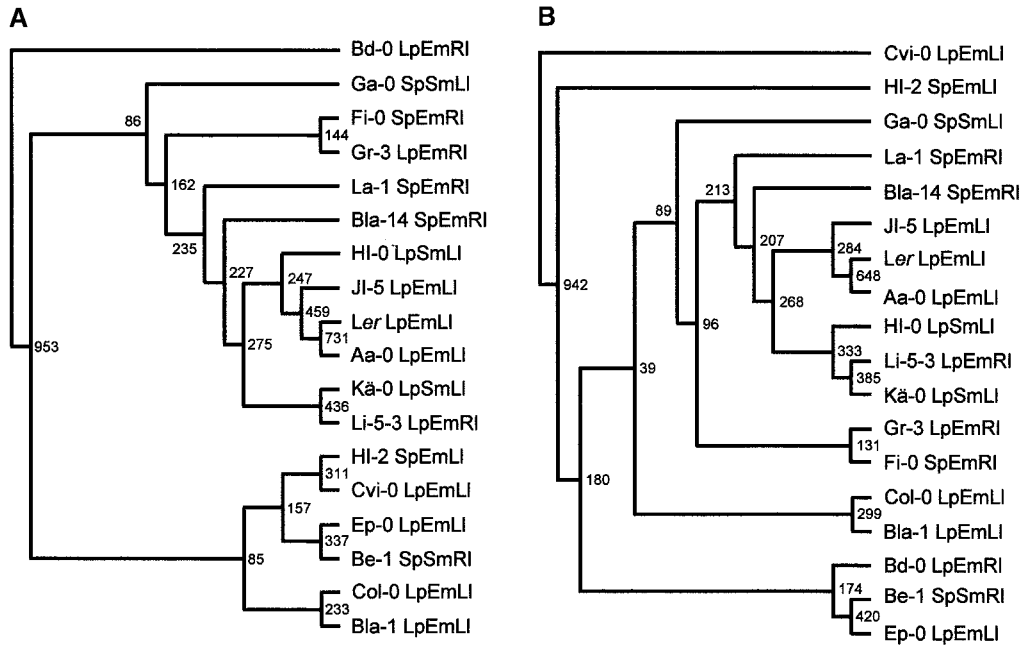 A
Bd-0 LpEmRI
Ga-0 SpSmLI
86
Fi-0 SpEmRI
144
Gr-3 LpEmRI
162
La-1 SpEmRI
Bla-14 SpEmRI
235
HI-0 LpSmLI
227
247
JI-5 LpEmLI
459
Ler LpEmLI
731
275
Aa-0 LpEmLI
953
Kä-0 LpSmLI
436
Li-5-3 LpEmRI
HI-2 SpEmLI
311
Cvi-0 LpEmLI
157
Ep-0 LpEmLI
337
Be-1 SpSmRI
85
Col-0 LpEmLI
233
Bla-1 LpEmLI
B
Cvi-0 LpEmLI
HI-2 SpEmLI
Ga-0 SpSmLI
La-1 SpEmRI
213
Bla-14 SpEmRI
89
JI-5 LpEmLI
207
284
Ler LpEmLI
648
942
Aa-0 LpEmLI
268
96
HI-0 LpSmLI
333
Li-5-3 LpEmRI
39
385
Kä-0 LpSmLI
Gr-3 LpEmRI
131
Fi-0 SpEmRI
180
Col-0 LpEmLI
299
Bla-1 LpEmLI
Bd-0 LpEmRI
174
Be-1 SpSmRI
420
Ep-0 LpEmLI